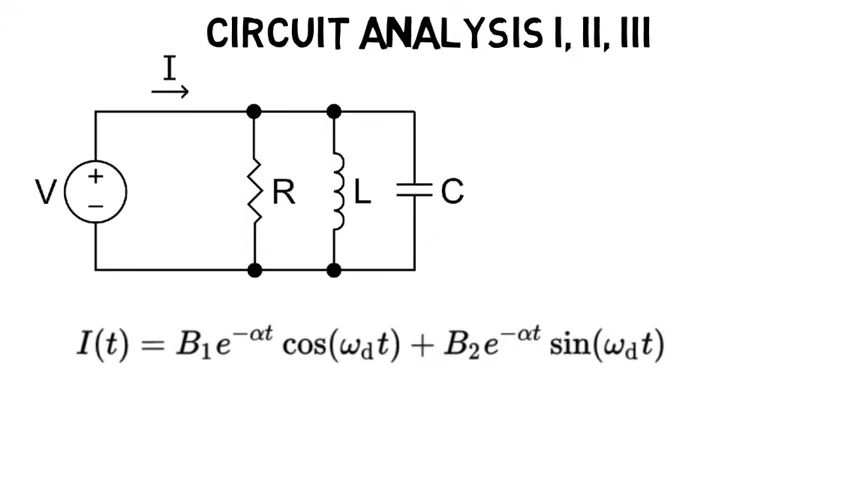 CIRCUIT ANALYSIS I, II, III
I
V + − R L C
I(t) = B₁e^{−αt} cos(ω_d t) + B₂e^{−αt} sin(ω_d t)